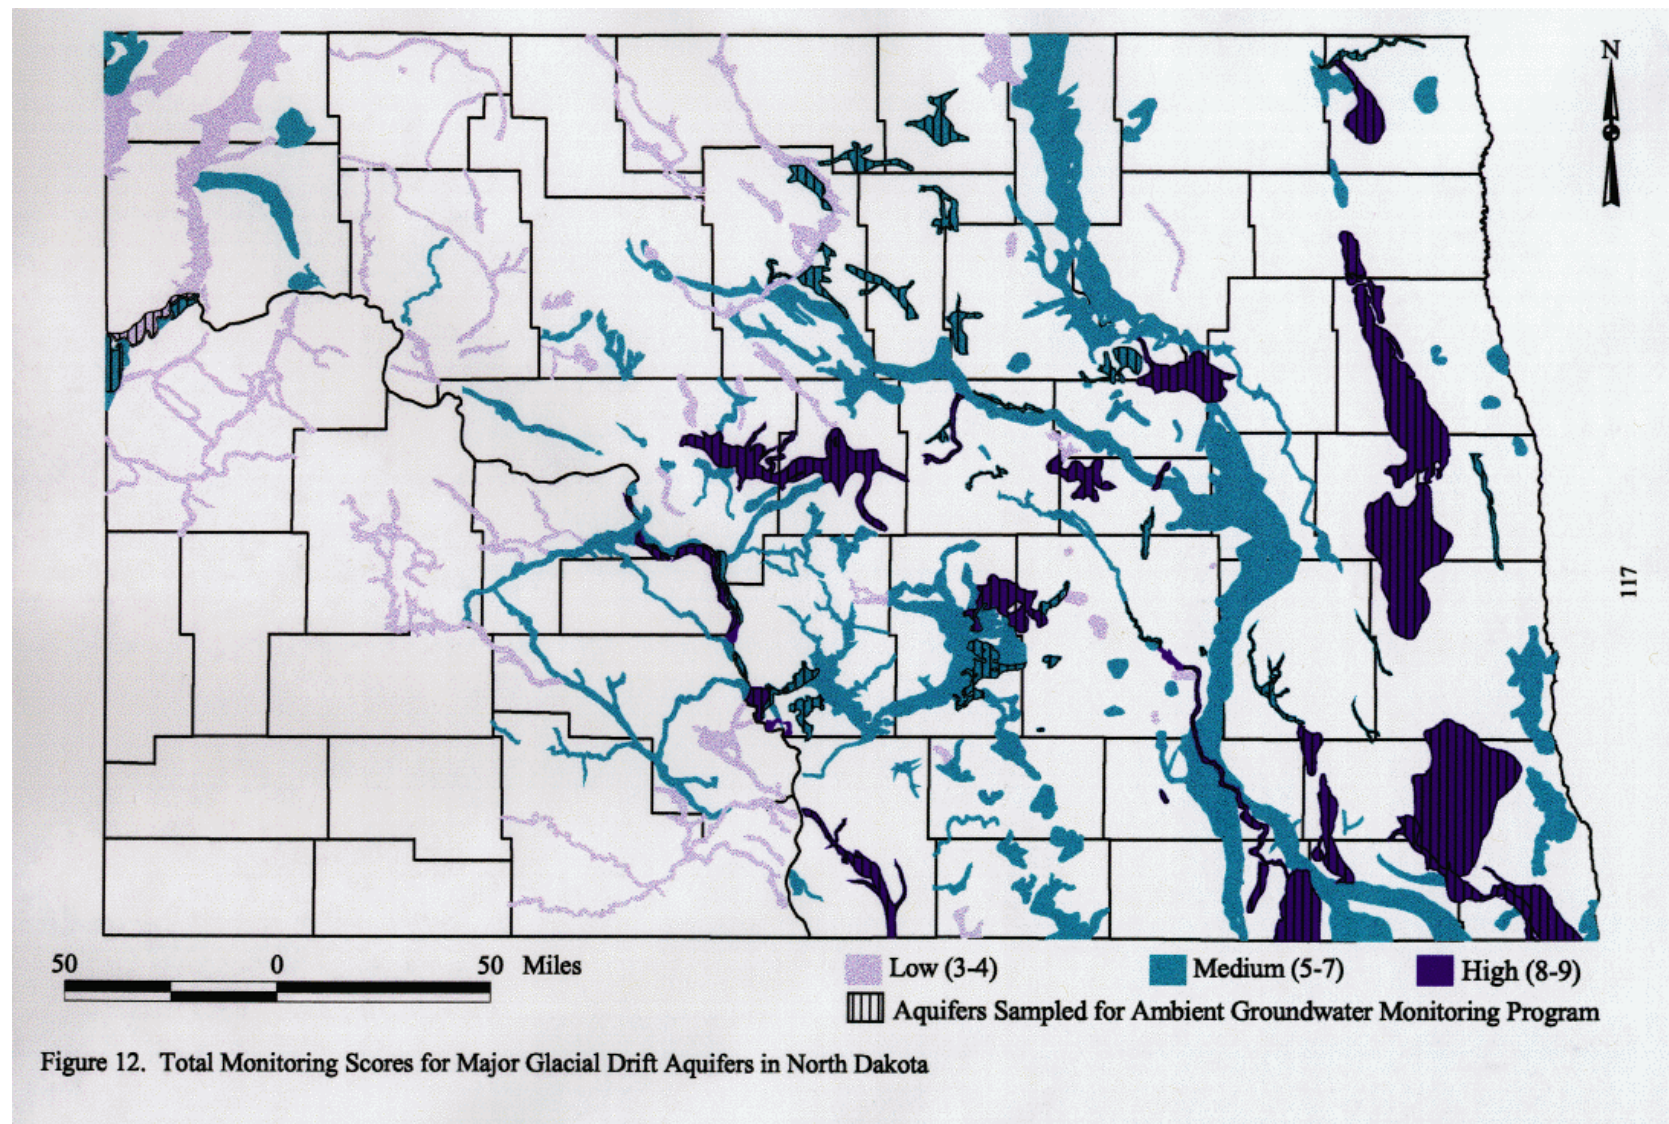 N
117
50 0 50 Miles
Low (3-4) Medium (5-7) High (8-9)
Aquifers Sampled for Ambient Groundwater Monitoring Program
Figure 12. Total Monitoring Scores for Major Glacial Drift Aquifers in North Dakota